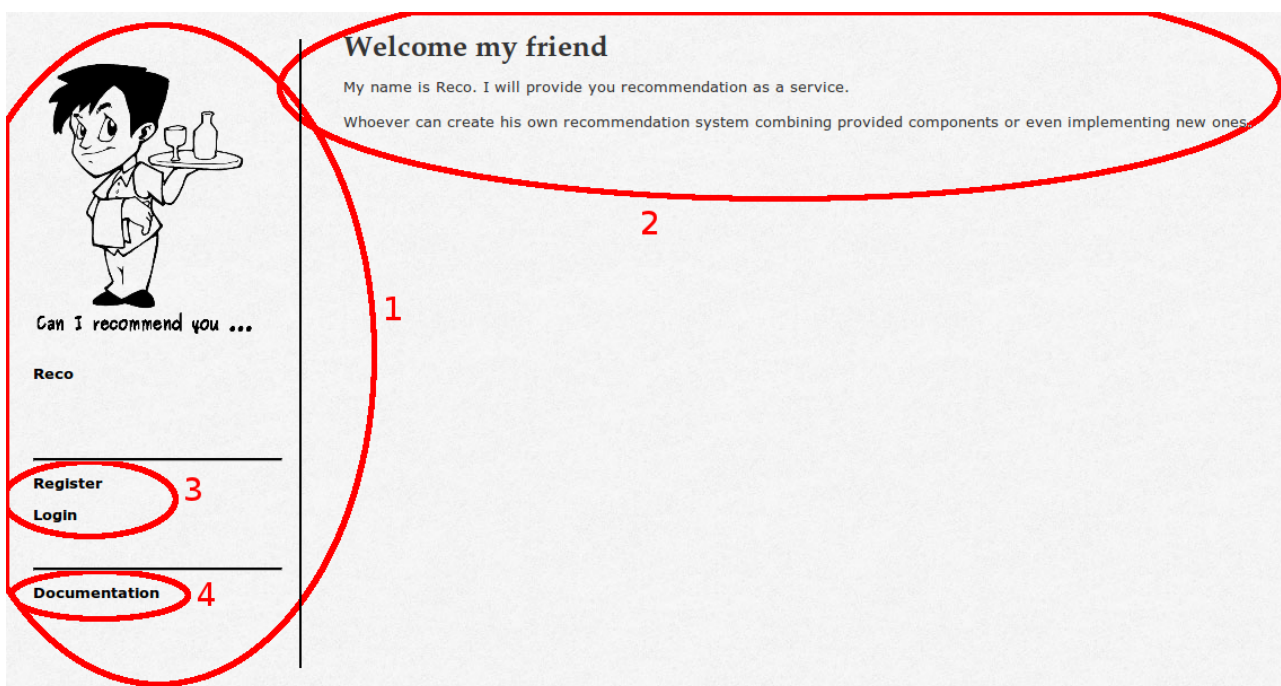 Welcome my friend
My name is Reco. I will provide you recommendation as a service.
Whoever can create his own recommendation system combining provided components or even implementing new ones.
2
1
Can I recommend you ...
Reco
Register
3
Login
Documentation
4